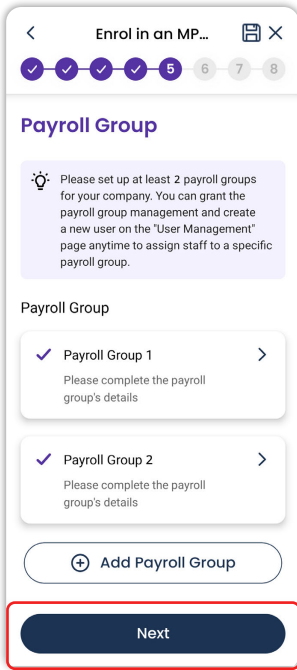 Enrol in an MP...
5 6 7 8
Payroll Group
Please set up at least 2 payroll groups
for your company. You can grant the
payroll group management and create
a new user on the "User Management"
page anytime to assign staff to a specific
payroll group.
Payroll Group
Payroll Group 1
Please complete the payroll
group's details
Payroll Group 2
Please complete the payroll
group's details
Add Payroll Group
Next